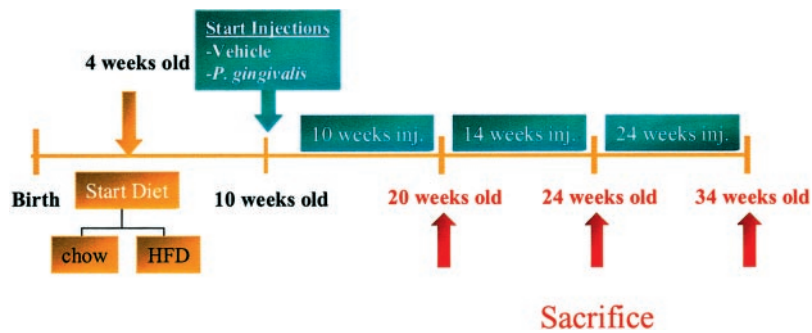 Start Injections
-Vehicle
-P. gingivalis
4 weeks old
10 weeks inj.
14 weeks inj.
24 weeks inj.
Birth
Start Diet
10 weeks old
20 weeks old
24 weeks old
34 weeks old
chow
HFD
Sacrifice